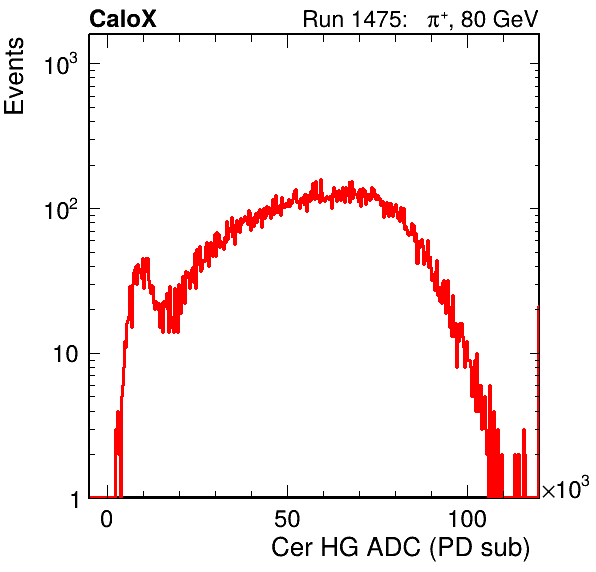 CaloX Run 1475: π⁺, 80 GeV
Events
10³
10²
10
1
0 50 100 ×10³
Cer HG ADC (PD sub)